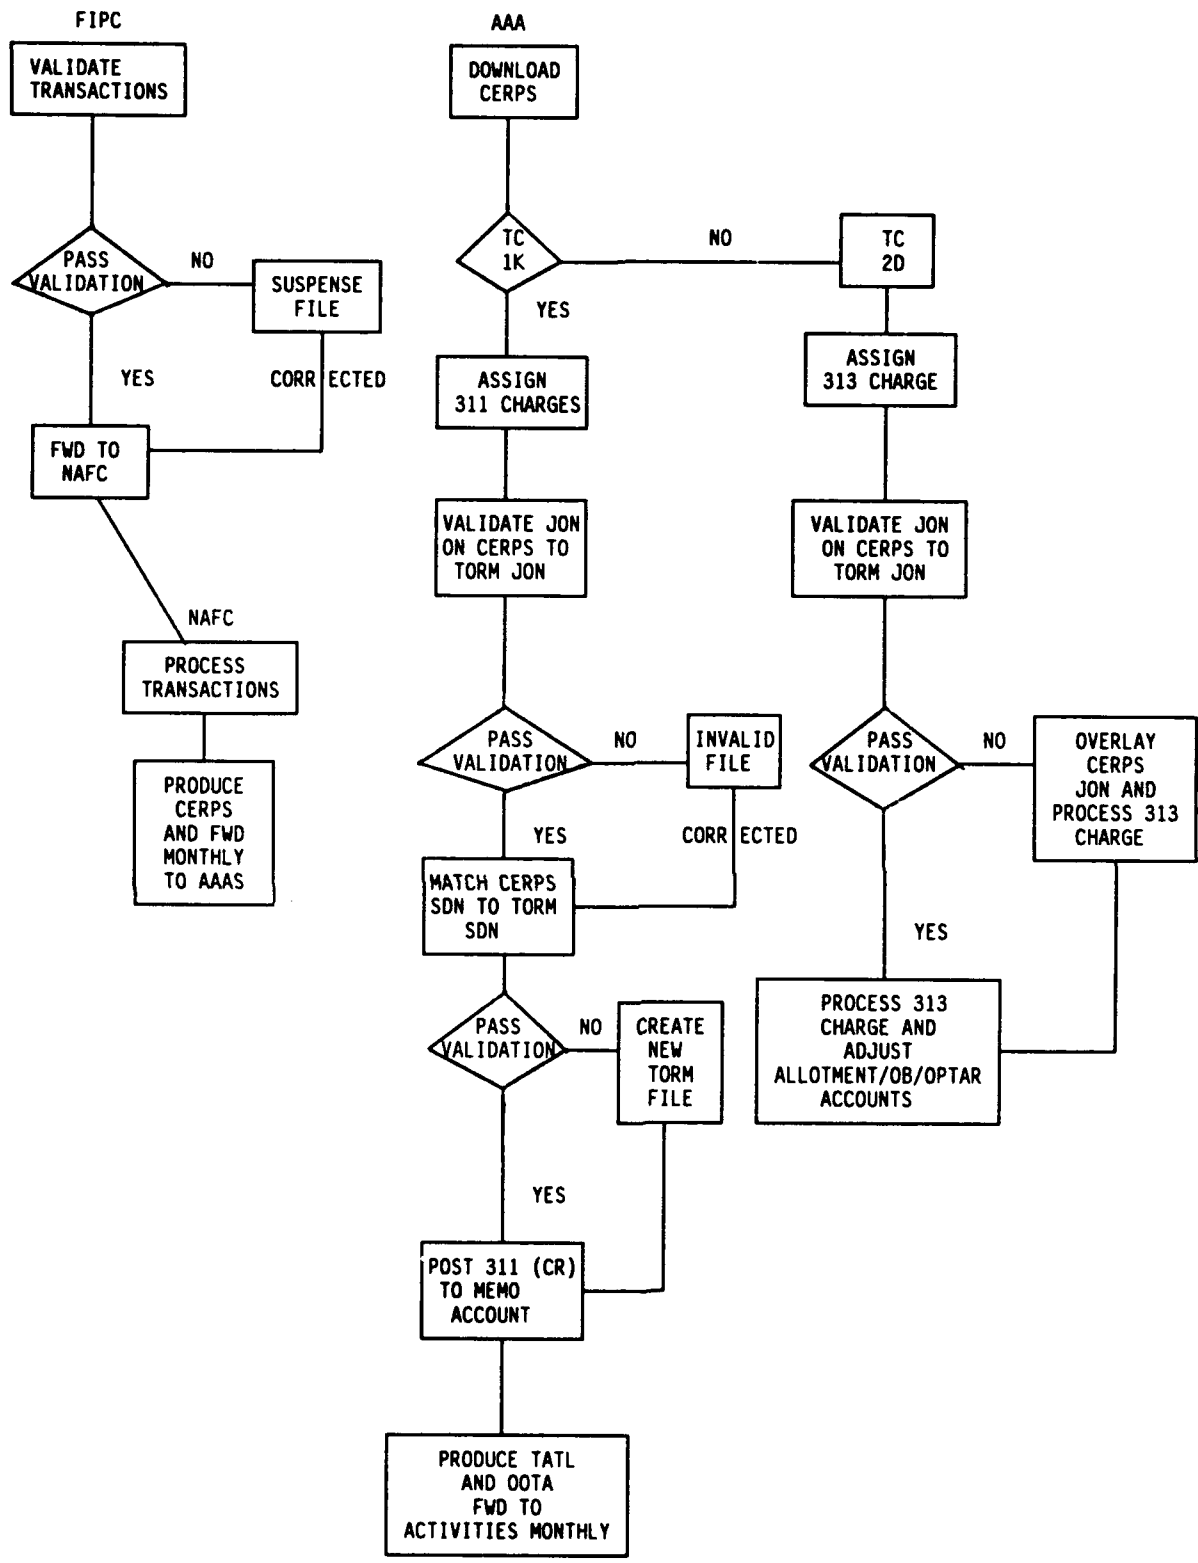 FIPC
VALIDATE
TRANSACTIONS
PASS
VALIDATION
NO
SUSPENSE
FILE
YES
CORRECTED
FWD TO
NAFC
NAFC
PROCESS
TRANSACTIONS
PRODUCE
CERPS
AND FWD
MONTHLY
TO AAAS
AAA
DOWNLOAD
CERPS
TC
1K
NO
YES
ASSIGN
311 CHARGES
VALIDATE JON
ON CERPS TO
TORM JON
PASS
VALIDATION
NO
INVALID
FILE
YES
CORRECTED
MATCH CERPS
SDN TO TORM
SDN
PASS
VALIDATION
NO
CREATE
NEW
TORM
FILE
YES
POST 311 (CR)
TO MEMO
ACCOUNT
PRODUCE TATL
AND OOTA
FWD TO
ACTIVITIES MONTHLY
TC
2D
ASSIGN
313 CHARGE
VALIDATE JON
ON CERPS TO
TORM JON
PASS
VALIDATION
NO
OVERLAY
CERPS
JON AND
PROCESS 313
CHARGE
YES
PROCESS 313
CHARGE AND
ADJUST
ALLOTMENT/OB/OPTAR
ACCOUNTS